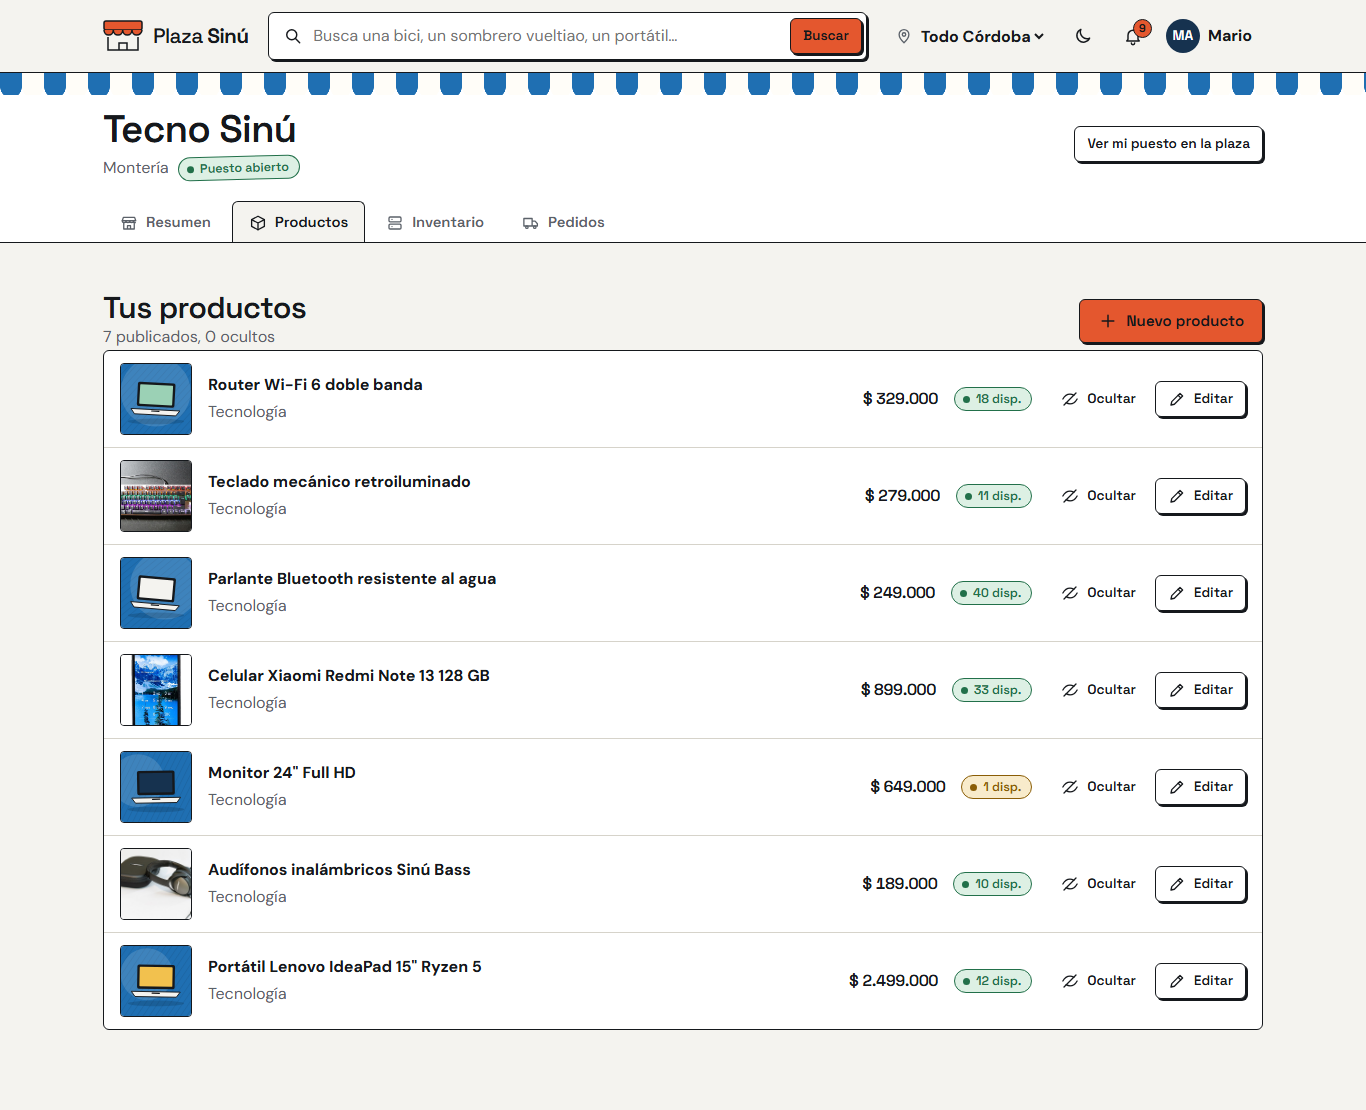 Plaza Sinú
Busca una bici, un sombrero vueltiao, un portátil...
Buscar
Todo Córdoba
9
MA
Mario
Tecno Sinú
Montería
Puesto abierto
Ver mi puesto en la plaza
Resumen
Productos
Inventario
Pedidos
Tus productos
7 publicados, 0 ocultos
Nuevo producto
Router Wi-Fi 6 doble banda
Tecnología
$ 329.000
18 disp.
Ocultar
Editar
Teclado mecánico retroiluminado
Tecnología
$ 279.000
11 disp.
Ocultar
Editar
Parlante Bluetooth resistente al agua
Tecnología
$ 249.000
40 disp.
Ocultar
Editar
Celular Xiaomi Redmi Note 13 128 GB
Tecnología
$ 899.000
33 disp.
Ocultar
Editar
Monitor 24" Full HD
Tecnología
$ 649.000
1 disp.
Ocultar
Editar
Audífonos inalámbricos Sinú Bass
Tecnología
$ 189.000
10 disp.
Ocultar
Editar
Portátil Lenovo IdeaPad 15" Ryzen 5
Tecnología
$ 2.499.000
12 disp.
Ocultar
Editar